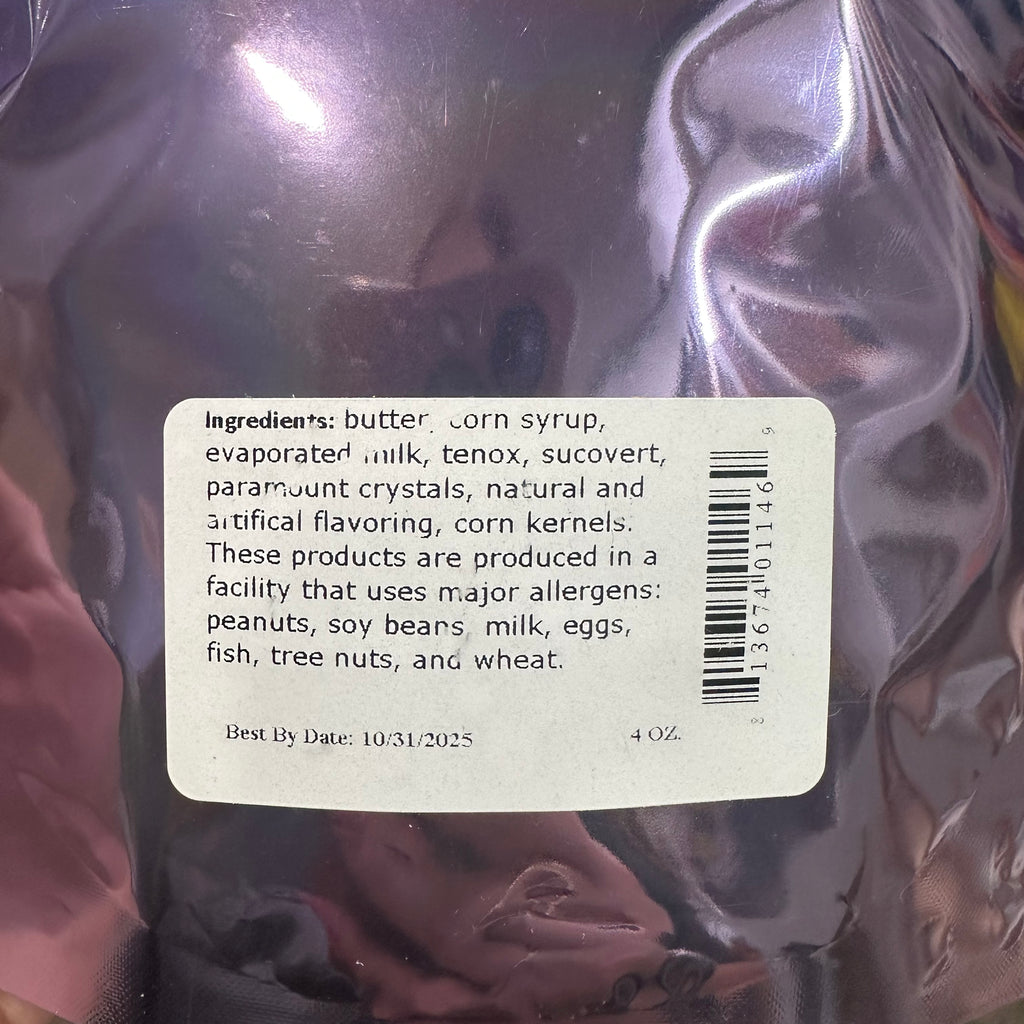 Ingredients: butter, corn syrup,
evaporated milk, tenox, sucovert,
paramount crystals, natural and
artifical flavoring, corn kernels.
These products are produced in a
facility that uses major allergens:
peanuts, soy beans, milk, eggs,
fish, tree nuts, and wheat.
Best By Date: 10/31/2025
4 OZ.
8 13674 01146 9